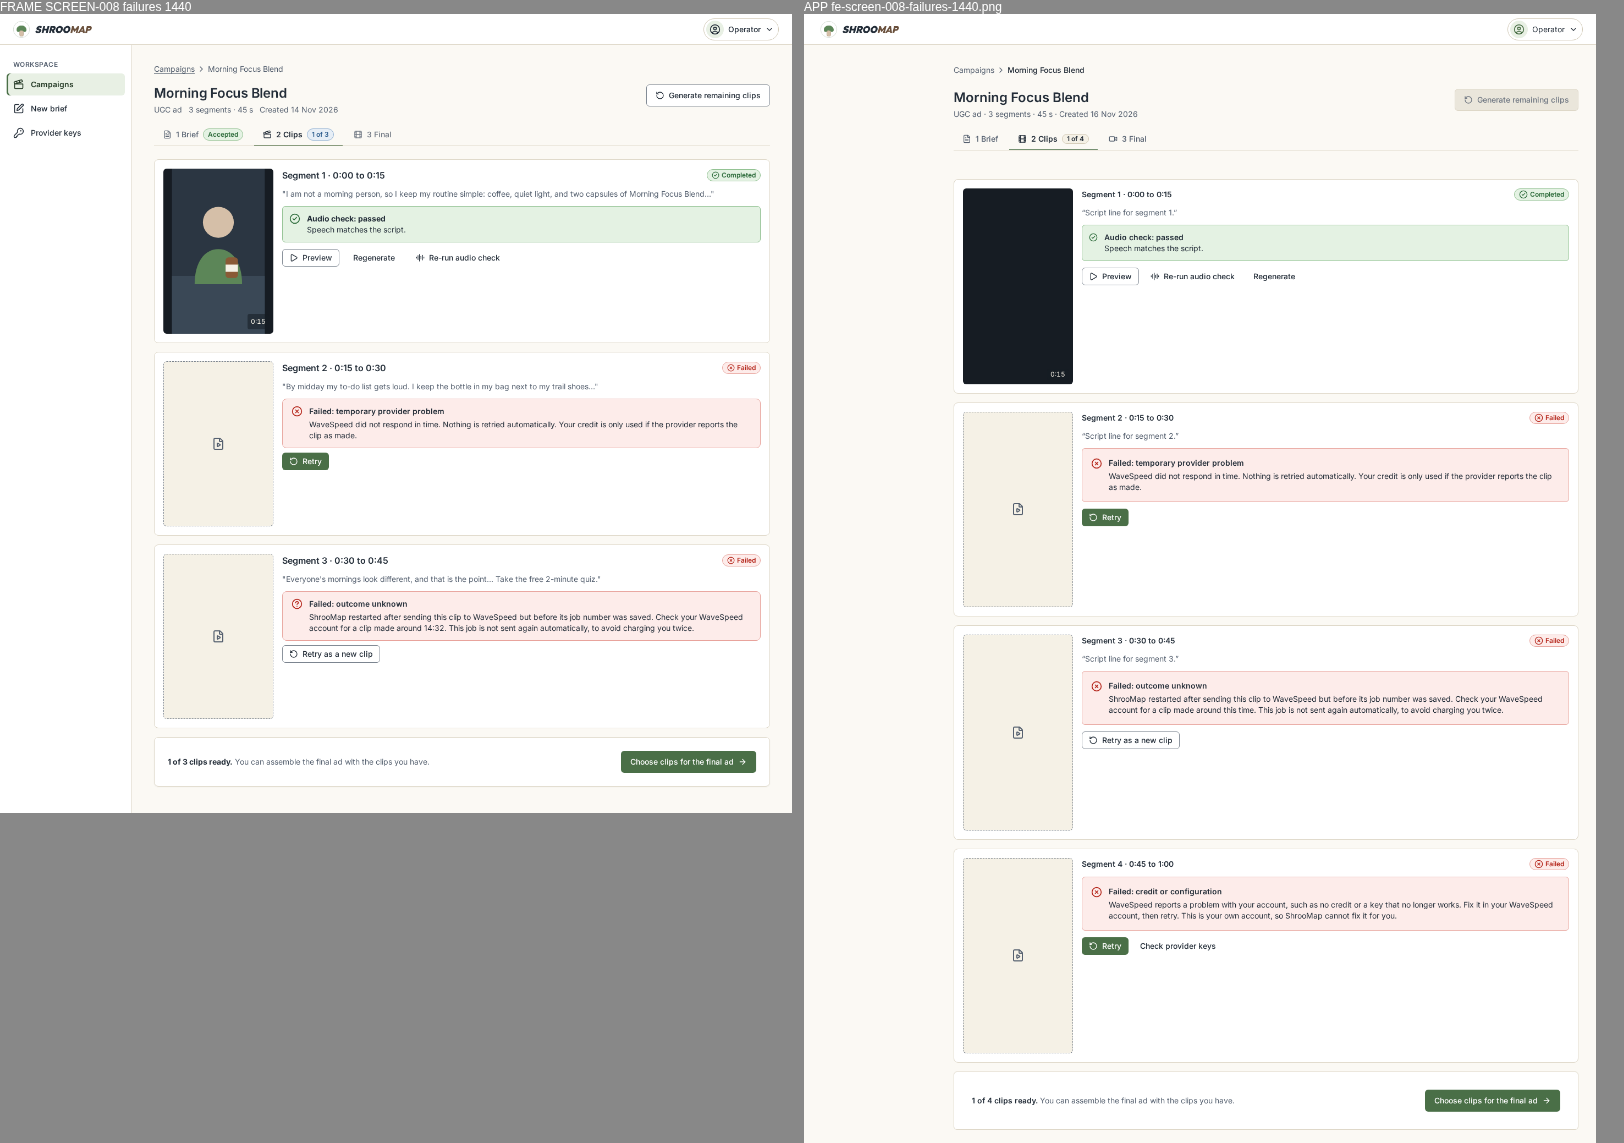 FRAME SCREEN-008 failures 1440
SHROOMAP
Operator
WORKSPACE
Campaigns
New brief
Provider keys
Campaigns > Morning Focus Blend
Morning Focus Blend
UGC ad · 3 segments · 45 s · Created 14 Nov 2026
Generate remaining clips
1 Brief Accepted
2 Clips 1 of 3
3 Final
0:15
Segment 1 · 0:00 to 0:15
Completed
"I am not a morning person, so I keep my routine simple: coffee, quiet light, and two capsules of Morning Focus Blend..."
Audio check: passed
Speech matches the script.
Preview
Regenerate
Re-run audio check
Segment 2 · 0:15 to 0:30
Failed
"By midday my to-do list gets loud. I keep the bottle in my bag next to my trail shoes..."
Failed: temporary provider problem
WaveSpeed did not respond in time. Nothing is retried automatically. Your credit is only used if the provider reports the
clip as made.
Retry
Segment 3 · 0:30 to 0:45
Failed
"Everyone's mornings look different, and that is the point... Take the free 2-minute quiz."
Failed: outcome unknown
ShrooMap restarted after sending this clip to WaveSpeed but before its job number was saved. Check your WaveSpeed
account for a clip made around 14:32. This job is not sent again automatically, to avoid charging you twice.
Retry as a new clip
1 of 3 clips ready. You can assemble the final ad with the clips you have.
Choose clips for the final ad
APP fe-screen-008-failures-1440.png
SHROOMAP
Operator
Campaigns > Morning Focus Blend
Morning Focus Blend
UGC ad · 3 segments · 45 s · Created 16 Nov 2026
Generate remaining clips
1 Brief
2 Clips 1 of 4
3 Final
0:15
Segment 1 · 0:00 to 0:15
Completed
“Script line for segment 1.”
Audio check: passed
Speech matches the script.
Preview
Re-run audio check
Regenerate
Segment 2 · 0:15 to 0:30
Failed
“Script line for segment 2.”
Failed: temporary provider problem
WaveSpeed did not respond in time. Nothing is retried automatically. Your credit is only used if the provider reports the clip
as made.
Retry
Segment 3 · 0:30 to 0:45
Failed
“Script line for segment 3.”
Failed: outcome unknown
ShrooMap restarted after sending this clip to WaveSpeed but before its job number was saved. Check your WaveSpeed
account for a clip made around this time. This job is not sent again automatically, to avoid charging you twice.
Retry as a new clip
Segment 4 · 0:45 to 1:00
Failed
Failed: credit or configuration
WaveSpeed reports a problem with your account, such as no credit or a key that no longer works. Fix it in your WaveSpeed
account, then retry. This is your own account, so ShrooMap cannot fix it for you.
Retry
Check provider keys
1 of 4 clips ready. You can assemble the final ad with the clips you have.
Choose clips for the final ad